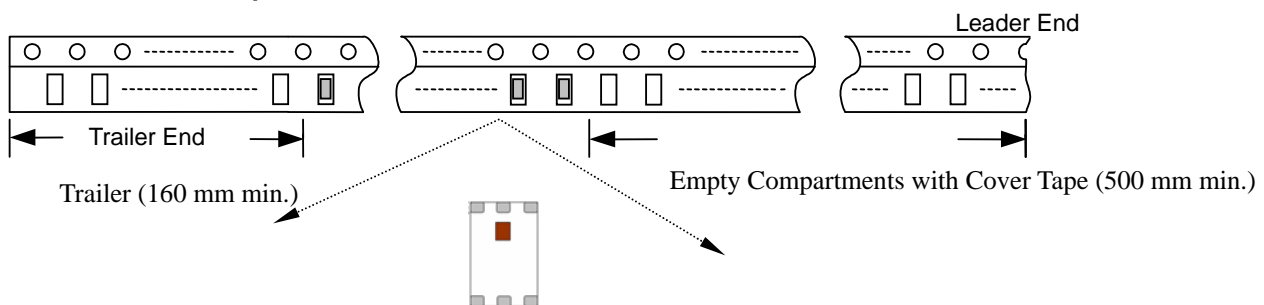 Leader End
Trailer End
Trailer (160 mm min.)
Empty Compartments with Cover Tape (500 mm min.)